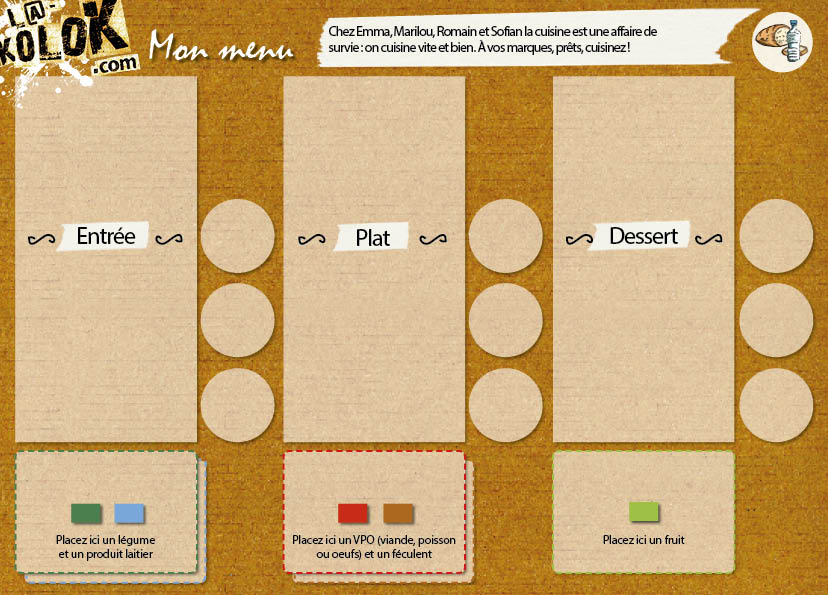 L@-
KOLOK
.com
Mon menu
Chez Emma, Marilou, Romain et Sofian la cuisine est une affaire de
survie : on cuisine vite et bien. À vos marques, prêts, cuisinez !
Entrée
Plat
Dessert
Placez ici un légume
et un produit laitier
Placez ici un VPO (viande, poisson
ou oeufs) et un féculent
Placez ici un fruit